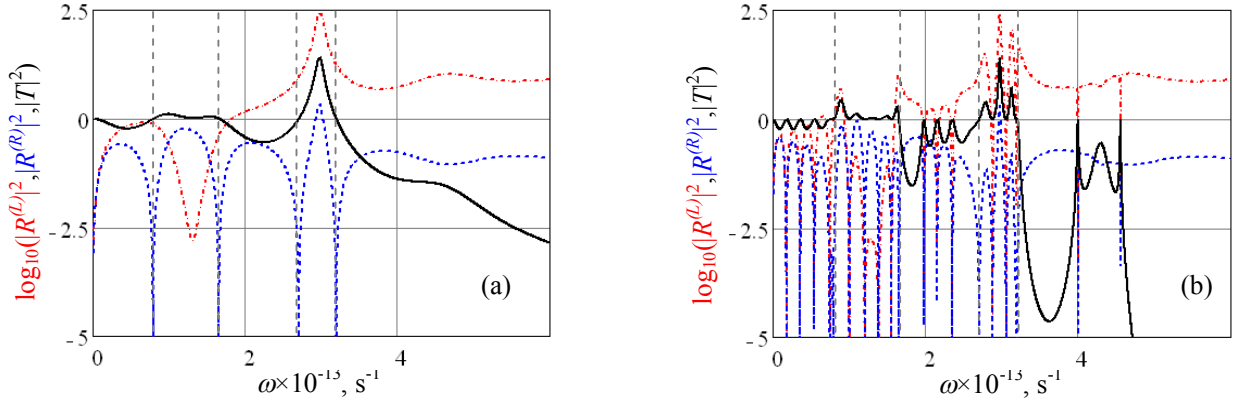 2.5
0
-2.5
-5
0
2
4
log₁₀(|R⁽ᴸ⁾|², |R⁽ᴿ⁾|², |T|²)
ω×10⁻¹³, s⁻¹
(a)
2.5
0
-2.5
-5
0
2
4
log₁₀(|R⁽ᴸ⁾|², |R⁽ᴿ⁾|², |T|²)
ω×10⁻¹³, s⁻¹
(b)